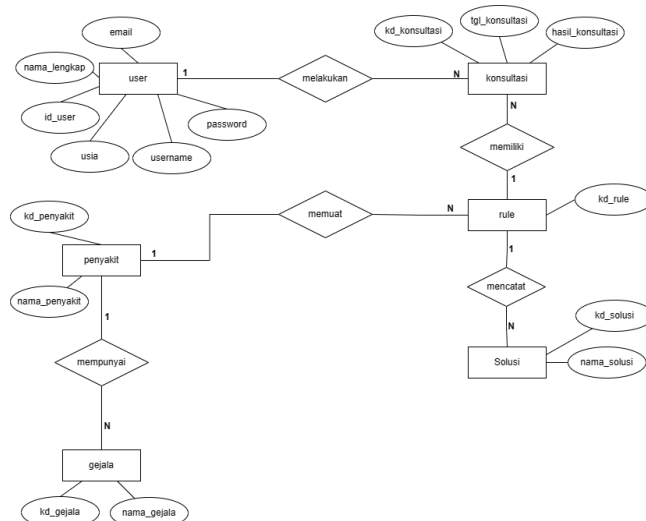 email
nama_lengkap
user
id_user
usia
username
password
1
melakukan
N
kd_konsultasi
tgl_konsultasi
hasil_konsultasi
konsultasi
N
memiliki
1
kd_penyakit
penyakit
nama_penyakit
1
memuat
N
rule
kd_rule
1
mencatat
N
kd_solusi
Solusi
nama_solusi
1
mempunyai
N
gejala
kd_gejala
nama_gejala